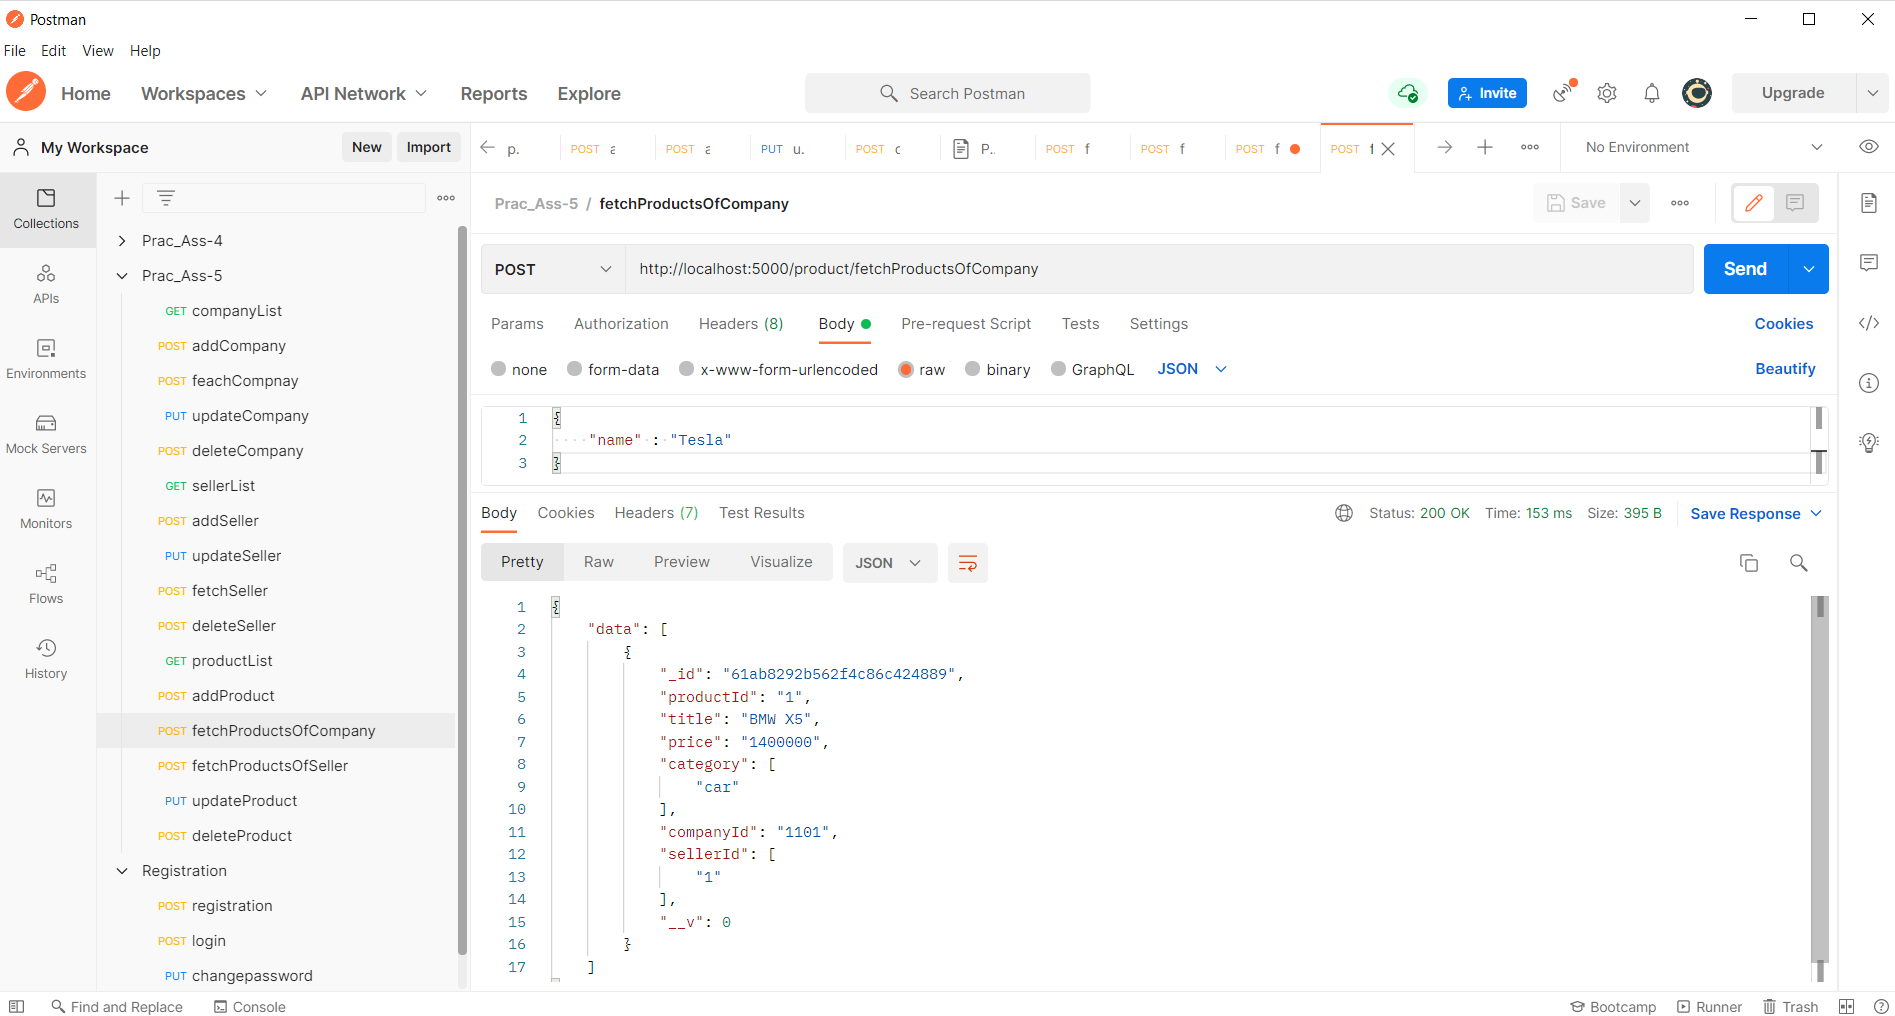 Postman
File Edit View Help
Home Workspaces API Network Reports Explore Search Postman Invite Upgrade
My Workspace New Import
p. POST POST PUT u. POST c P.. POST f POST f POST f POST f No Environment
Collections
APIs
Environments
Mock Servers
Monitors
Flows
History
Prac_Ass-4
Prac_Ass-5
GET companyList
POST addCompany
POST feachCompnay
PUT updateCompany
POST deleteCompany
GET sellerList
POST addSeller
PUT updateSeller
POST fetchSeller
POST deleteSeller
GET productList
POST addProduct
POST fetchProductsOfCompany
POST fetchProductsOfSeller
PUT updateProduct
POST deleteProduct
Registration
POST registration
POST login
PUT changepassword
Prac_Ass-5 / fetchProductsOfCompany Save
POST http://localhost:5000/product/fetchProductsOfCompany Send
Params Authorization Headers (8) Body Pre-request Script Tests Settings Cookies
none form-data x-www-form-urlencoded raw binary GraphQL JSON Beautify
1 {
2 "name" : "Tesla"
3 }
Body Cookies Headers (7) Test Results Status: 200 OK Time: 153 ms Size: 395 B Save Response
Pretty Raw Preview Visualize JSON
1 {
2 "data": [
3 {
4 "_id": "61ab8292b562f4c86c424889",
5 "productId": "1",
6 "title": "BMW X5",
7 "price": "1400000",
8 "category": [
9 "car"
10 ],
11 "companyId": "1101",
12 "sellerId": [
13 "1"
14 ],
15 "__v": 0
16 }
17 ]
Find and Replace Console Bootcamp Runner Trash